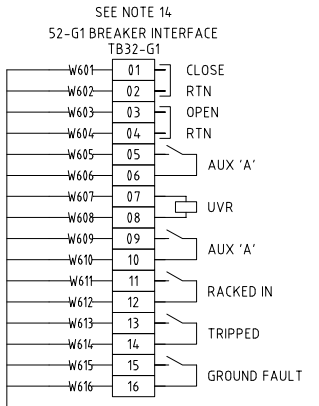 SEE NOTE 14
52-G1 BREAKER INTERFACE
TB32-G1
W601 01 CLOSE
W602 02 RTN
W603 03 OPEN
W604 04 RTN
W605 05
AUX 'A'
W606 06
W607 07
UVR
W608 08
W609 09
AUX 'A'
W610 10
W611 11
RACKED IN
W612 12
W613 13
TRIPPED
W614 14
W615 15
GROUND FAULT
W616 16